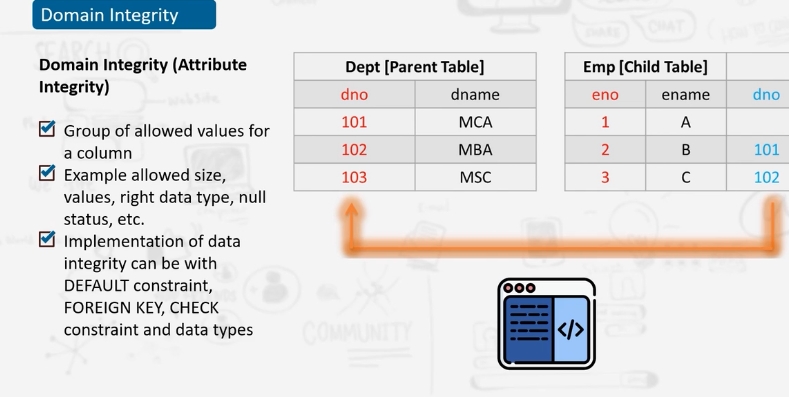 Domain Integrity
Domain Integrity (Attribute
Integrity)
Group of allowed values for
a column
Example allowed size,
values, right data type, null
status, etc.
Implementation of data
integrity can be with
DEFAULT constraint,
FOREIGN KEY, CHECK
constraint and data types
Dept [Parent Table]
dno dname
101 MCA
102 MBA
103 MSC
Emp [Child Table]
eno ename dno
1 A
2 B 101
3 C 102
</>
SEARCH
SHARE
CHAT
Website
COMMUNITY